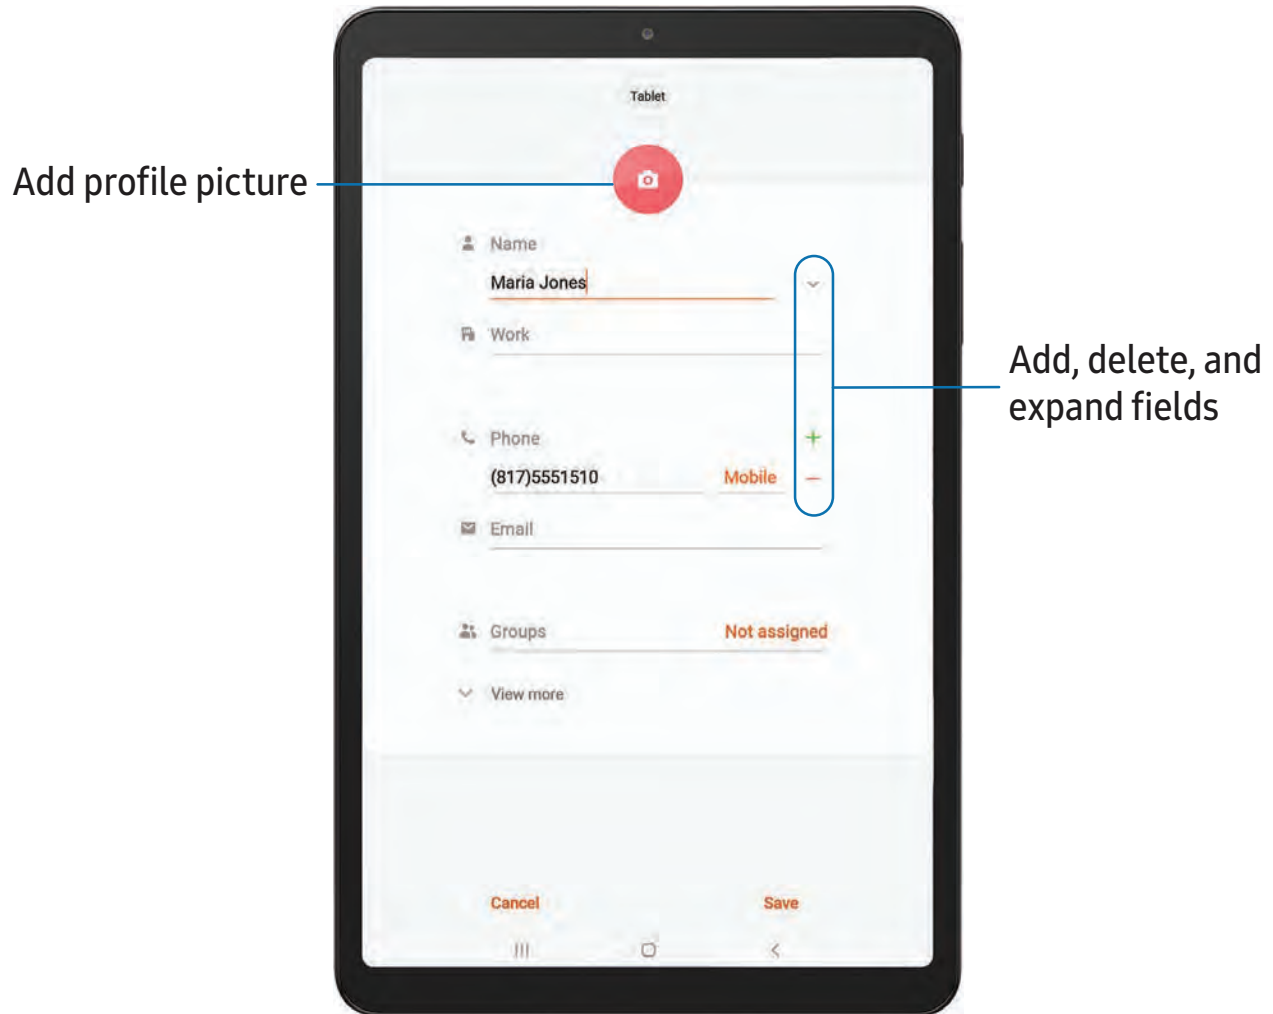 Tablet
Add profile picture
Name
Maria Jones
Work
Add, delete, and
expand fields
Phone
(817)5551510 Mobile
Email
Groups Not assigned
View more
Cancel Save